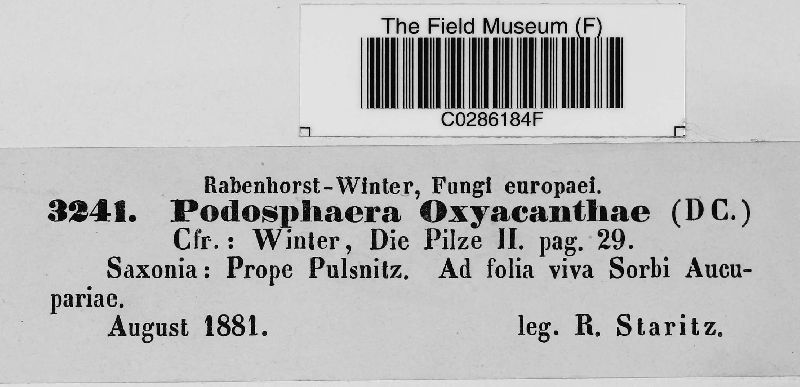 The Field Museum (F)
C0286184F
Rabenhorst-Winter, Fungi europaei.
3241. Podosphaera Oxyacanthae (DC.)
Cfr.: Winter, Die Pilze II. pag. 29.
Saxonia: Prope Pulsnitz. Ad folia viva Sorbi Aucu-
pariae.
August 1881. leg. R. Staritz.